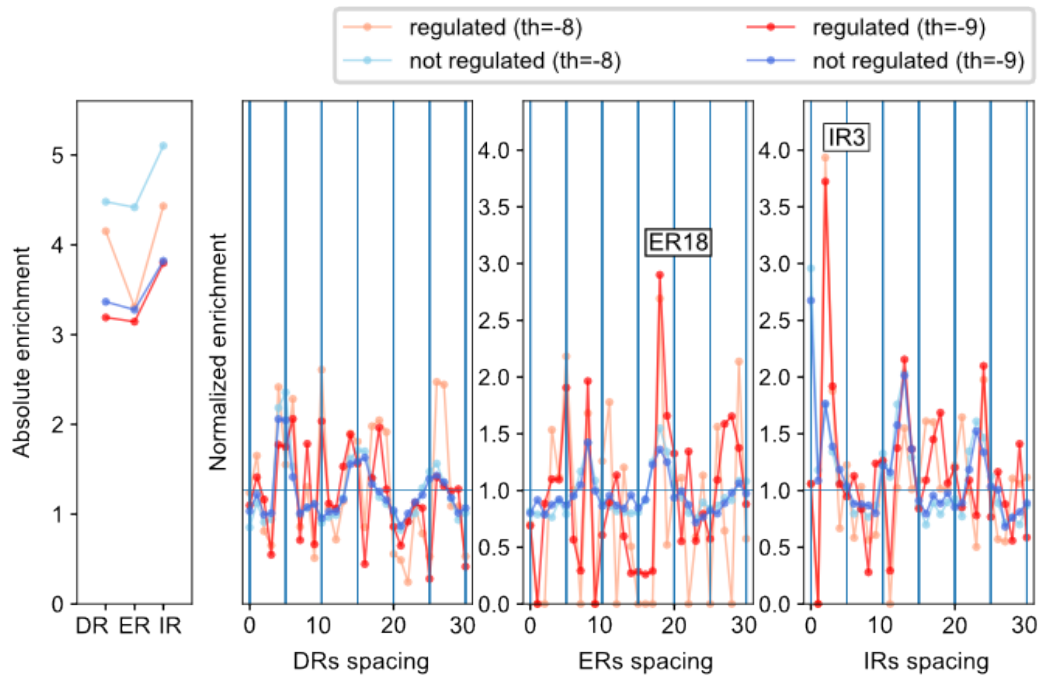 regulated (th=-8)
not regulated (th=-8)
regulated (th=-9)
not regulated (th=-9)
Absolute enrichment
5
4
3
2
1
0
DR ER IR
Normalized enrichment
0 10 20 30
DRs spacing
4.0
3.5
3.0
2.5
2.0
1.5
1.0
0.5
0.0
ER18
0 10 20 30
ERs spacing
4.0
3.5
3.0
2.5
2.0
1.5
1.0
0.5
0.0
IR3
0 10 20 30
IRs spacing